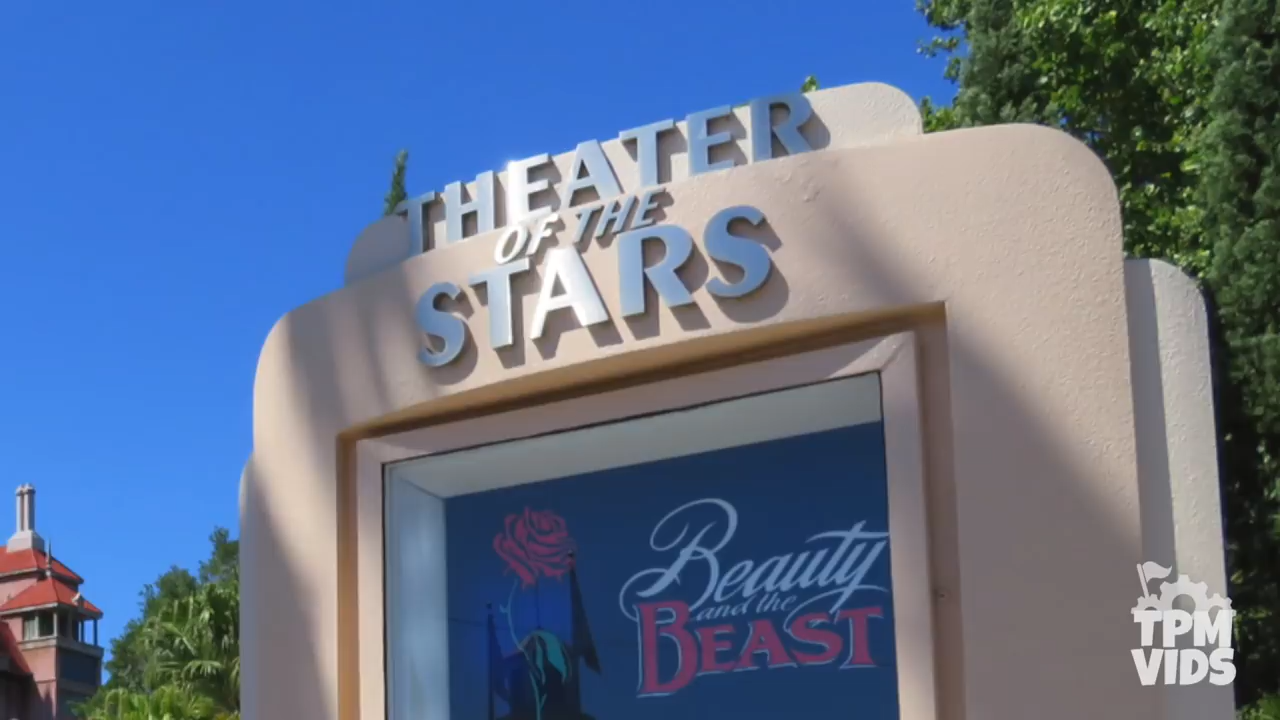 THEATER
OF THE
STARS
Beauty
and the
BEAST
TPM
VIDS